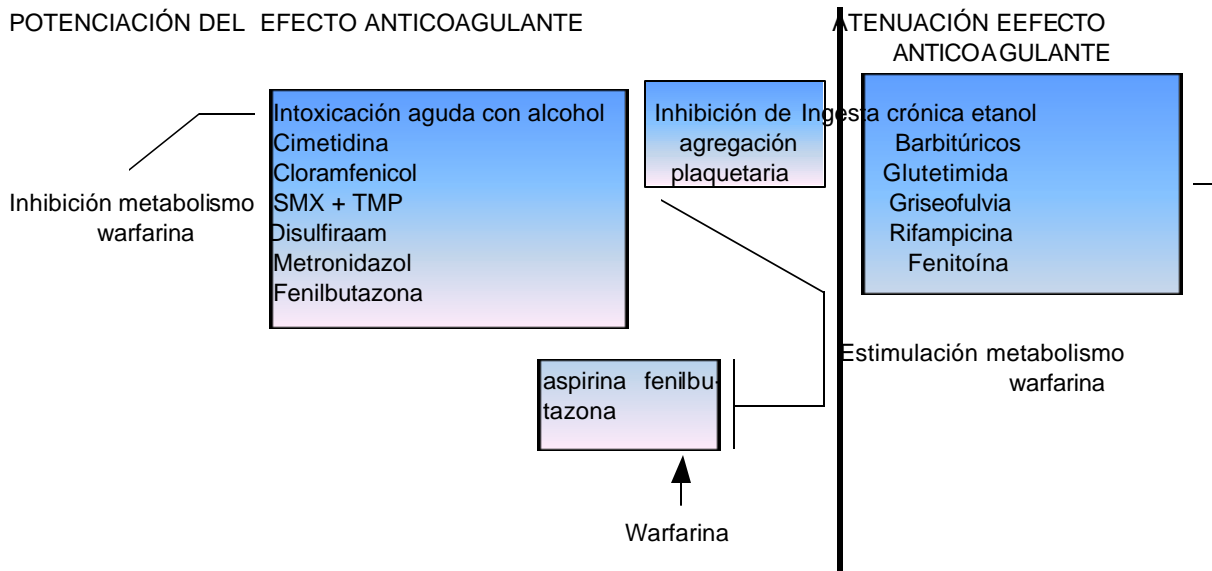 POTENCIACIÓN DEL EFECTO ANTICOAGULANTE
ATENUACIÓN EEFECTO
ANTICOAGULANTE
Intoxicación aguda con alcohol
Cimetidina
Cloramfenicol
SMX + TMP
Disulfiraam
Metronidazol
Fenilbutazona
Inhibición metabolismo
warfarina
Inhibición de
agregación
plaquetaria
Ingesta crónica etanol
Barbitúricos
Glutetimida
Griseofulvia
Rifampicina
Fenitoína
Estimulación metabolismo
warfarina
aspirina fenilbu-
tazona
Warfarina